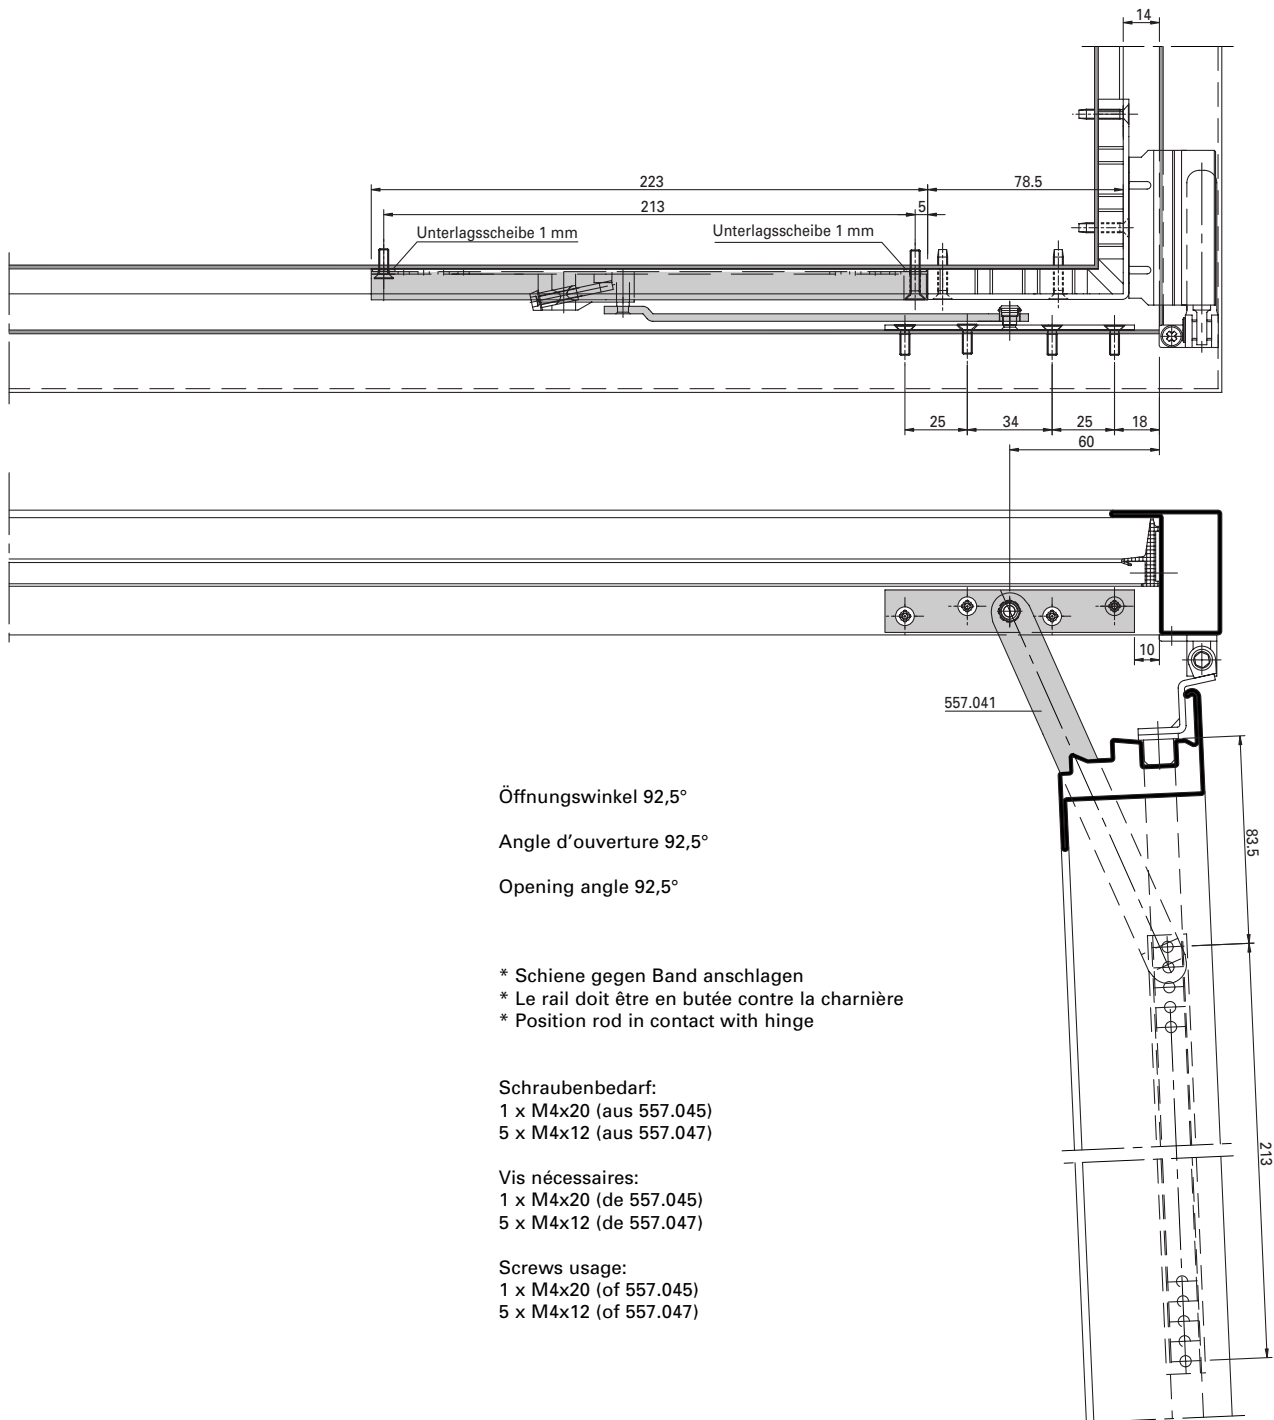 14
223
78.5
213
5
Unterlagsscheibe 1 mm
Unterlagsscheibe 1 mm
25
34
25
18
60
10
557.041
83.5
213
Öffnungswinkel 92,5°
Angle d’ouverture 92,5°
Opening angle 92,5°
* Schiene gegen Band anschlagen
* Le rail doit être en butée contre la charnière
* Position rod in contact with hinge
Schraubenbedarf:
1 x M4x20 (aus 557.045)
5 x M4x12 (aus 557.047)
Vis nécessaires:
1 x M4x20 (de 557.045)
5 x M4x12 (de 557.047)
Screws usage:
1 x M4x20 (of 557.045)
5 x M4x12 (of 557.047)